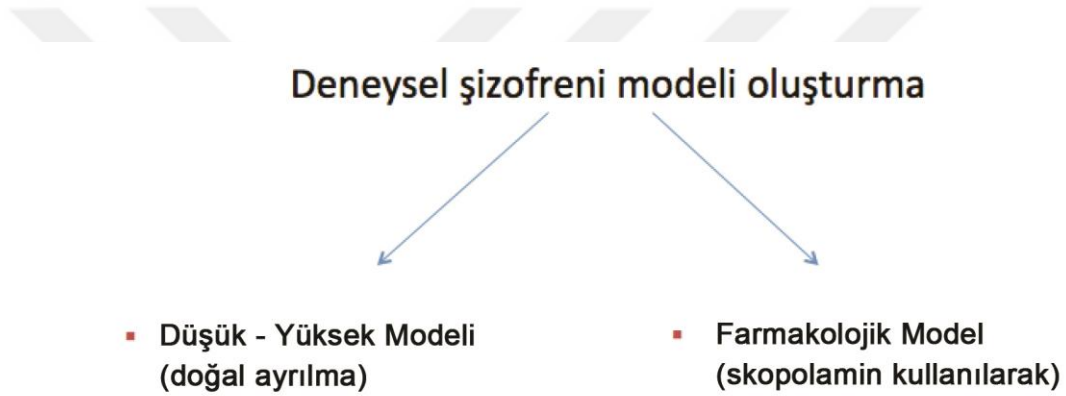 Deneysel şizofreni modeli oluşturma
▪ Düşük - Yüksek Modeli
(doğal ayrılma)
▪ Farmakolojik Model
(skopolamin kullanılarak)